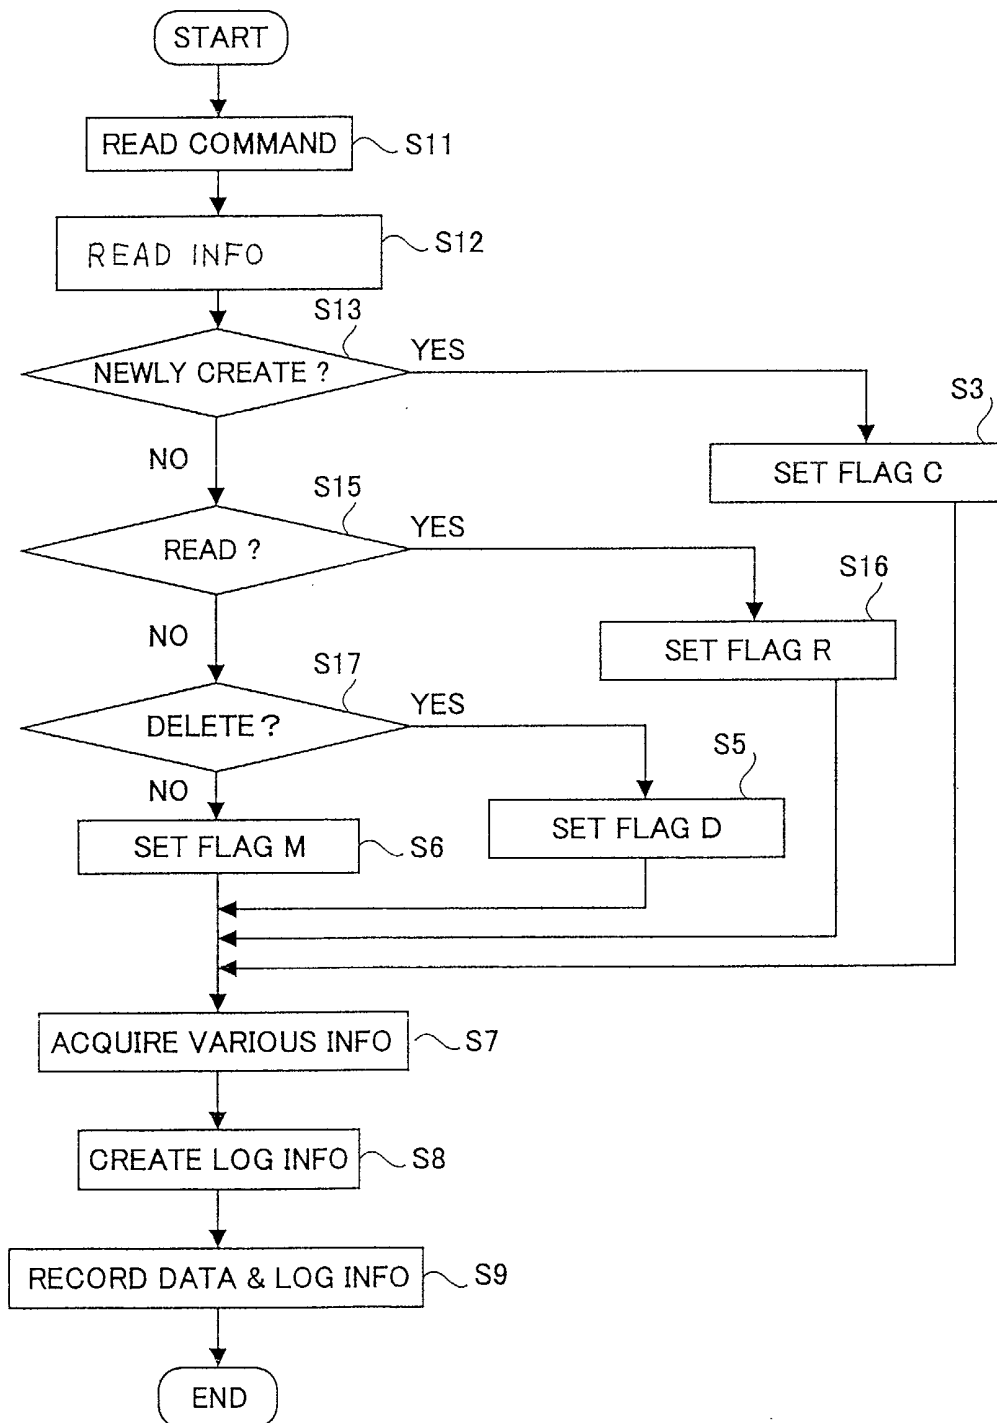 START
READ COMMAND
S11
READ INFO
S12
S13
NEWLY CREATE ?
YES
NO
S3
SET FLAG C
S15
READ ?
YES
NO
S16
SET FLAG R
S17
DELETE ?
YES
NO
S5
SET FLAG D
SET FLAG M
S6
ACQUIRE VARIOUS INFO
S7
CREATE LOG INFO
S8
RECORD DATA & LOG INFO
S9
END